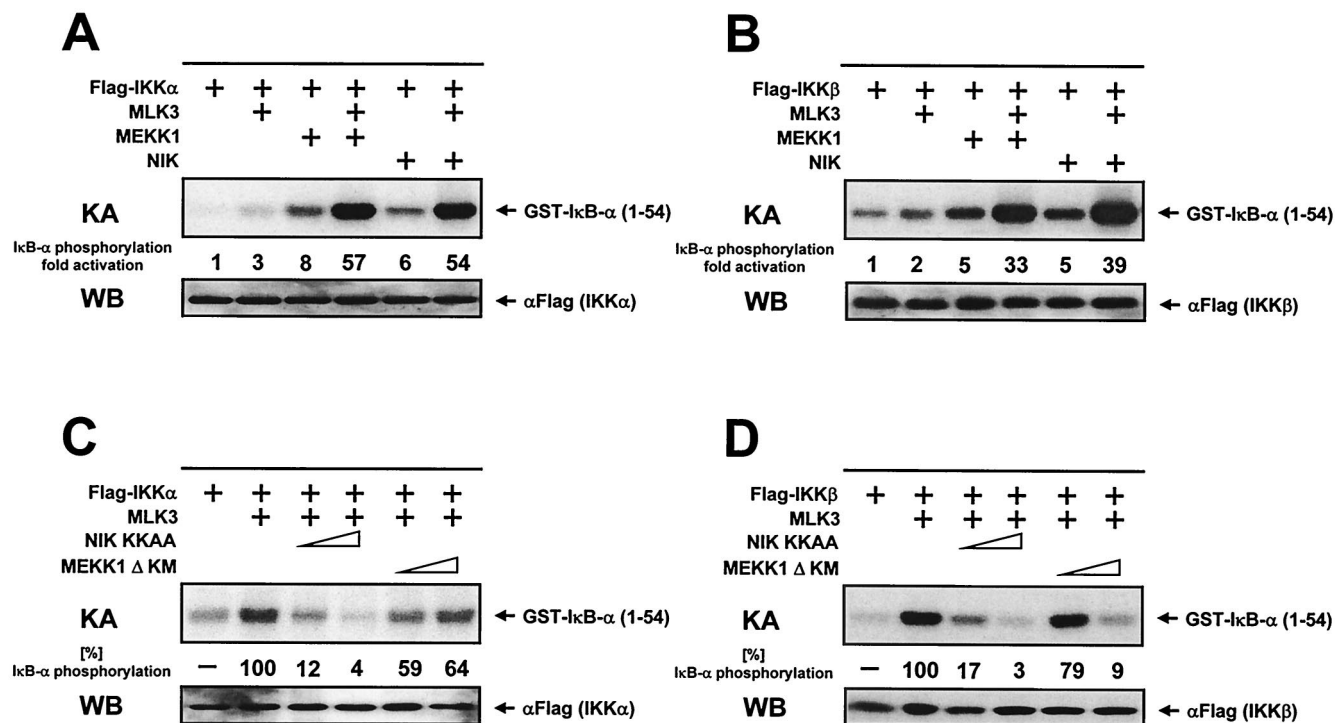 A
Flag-IKKα + + + + + +
MLK3 + + +
MEKK1 + +
NIK + +
KA ← GST-IκB-α (1-54)
IκB-α phosphorylation
fold activation 1 3 8 57 6 54
WB ← αFlag (IKKα)
B
Flag-IKKβ + + + + + +
MLK3 + + +
MEKK1 + +
NIK + +
KA ← GST-IκB-α (1-54)
IκB-α phosphorylation
fold activation 1 2 5 33 5 39
WB ← αFlag (IKKβ)
C
Flag-IKKα + + + + + +
MLK3 + + + + +
NIK KKAA
MEKK1 Δ KM
KA ← GST-IκB-α (1-54)
[%]
IκB-α phosphorylation – 100 12 4 59 64
WB ← αFlag (IKKα)
D
Flag-IKKβ + + + + + +
MLK3 + + + + +
NIK KKAA
MEKK1 Δ KM
KA ← GST-IκB-α (1-54)
[%]
IκB-α phosphorylation – 100 17 3 79 9
WB ← αFlag (IKKβ)